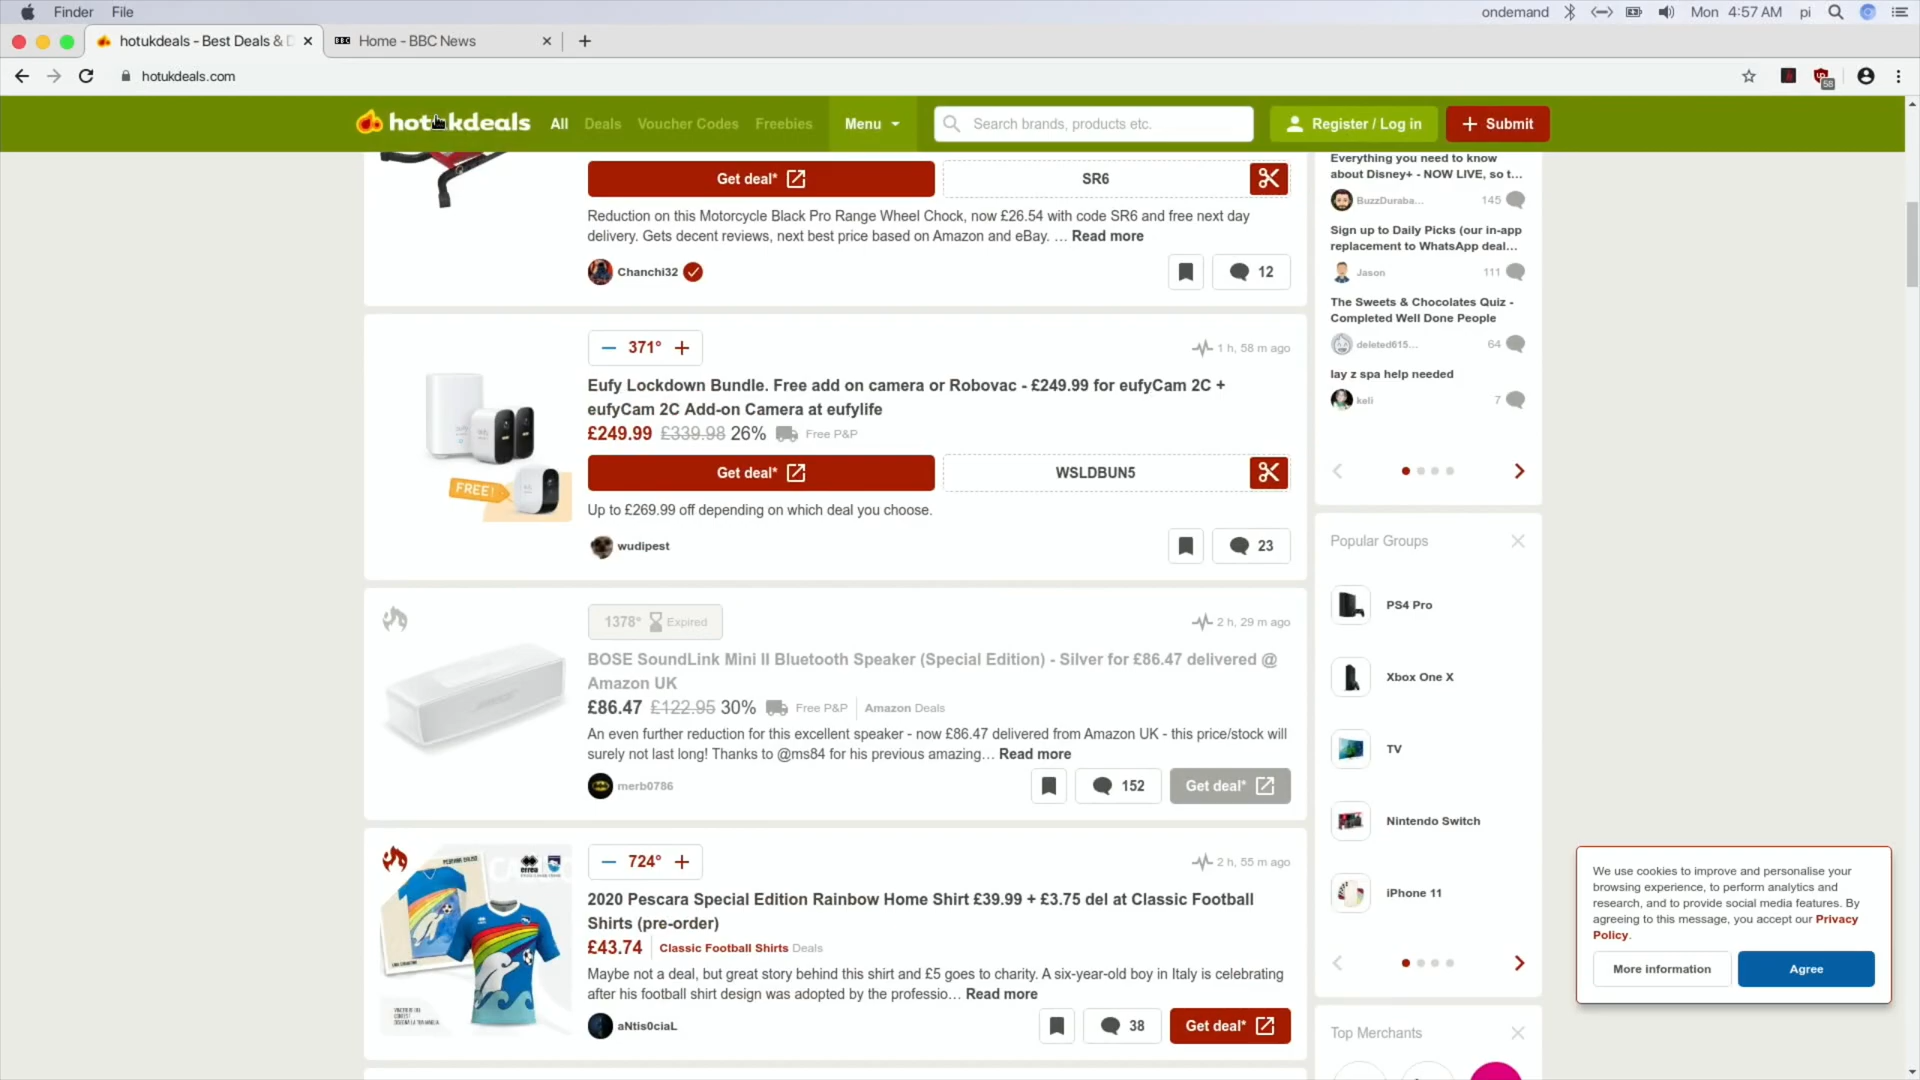 Finder File
ondemand Mon 4:57 AM pi
hotukdeals - Best Deals & D
Home - BBC News
hotukdeals.com
58
hotukdeals All Deals Voucher Codes Freebies Menu Search brands, products etc. Register / Log in Submit
Get deal* SR6
Reduction on this Motorcycle Black Pro Range Wheel Chock, now £26.54 with code SR6 and free next day
delivery. Gets decent reviews, next best price based on Amazon and eBay. … Read more
Chanchi32 12
371° 1 h, 58 m ago
Eufy Lockdown Bundle. Free add on camera or Robovac - £249.99 for eufyCam 2C +
eufyCam 2C Add-on Camera at eufylife
£249.99 £339.98 26% Free P&P
FREE!
Get deal* WSLDBUN5
Up to £269.99 off depending on which deal you choose.
wudipest 23
1378° Expired 2 h, 29 m ago
BOSE SoundLink Mini II Bluetooth Speaker (Special Edition) - Silver for £86.47 delivered @
Amazon UK
£86.47 £122.95 30% Free P&P Amazon Deals
An even further reduction for this excellent speaker - now £86.47 delivered from Amazon UK - this price/stock will
surely not last long! Thanks to @ms84 for his previous amazing… Read more
merb0786 152 Get deal*
724° 2 h, 55 m ago
errea
2020 Pescara Special Edition Rainbow Home Shirt £39.99 + £3.75 del at Classic Football
Shirts (pre-order)
£43.74 Classic Football Shirts Deals
Maybe not a deal, but great story behind this shirt and £5 goes to charity. A six-year-old boy in Italy is celebrating
after his football shirt design was adopted by the professio… Read more
aNtis0ciaL 38 Get deal*
Everything you need to know
about Disney+ - NOW LIVE, so t...
BuzzDuraba... 145
Sign up to Daily Picks (our in-app
replacement to WhatsApp deal...
Jason 111
The Sweets & Chocolates Quiz -
Completed Well Done People
deleted615... 64
lay z spa help needed
keli 7
Popular Groups
PS4 Pro
Xbox One X
TV
Nintendo Switch
iPhone 11
Top Merchants
We use cookies to improve and personalise your
browsing experience, to perform analytics and
research, and to provide social media features. By
agreeing to this message, you accept our Privacy
Policy.
More information Agree